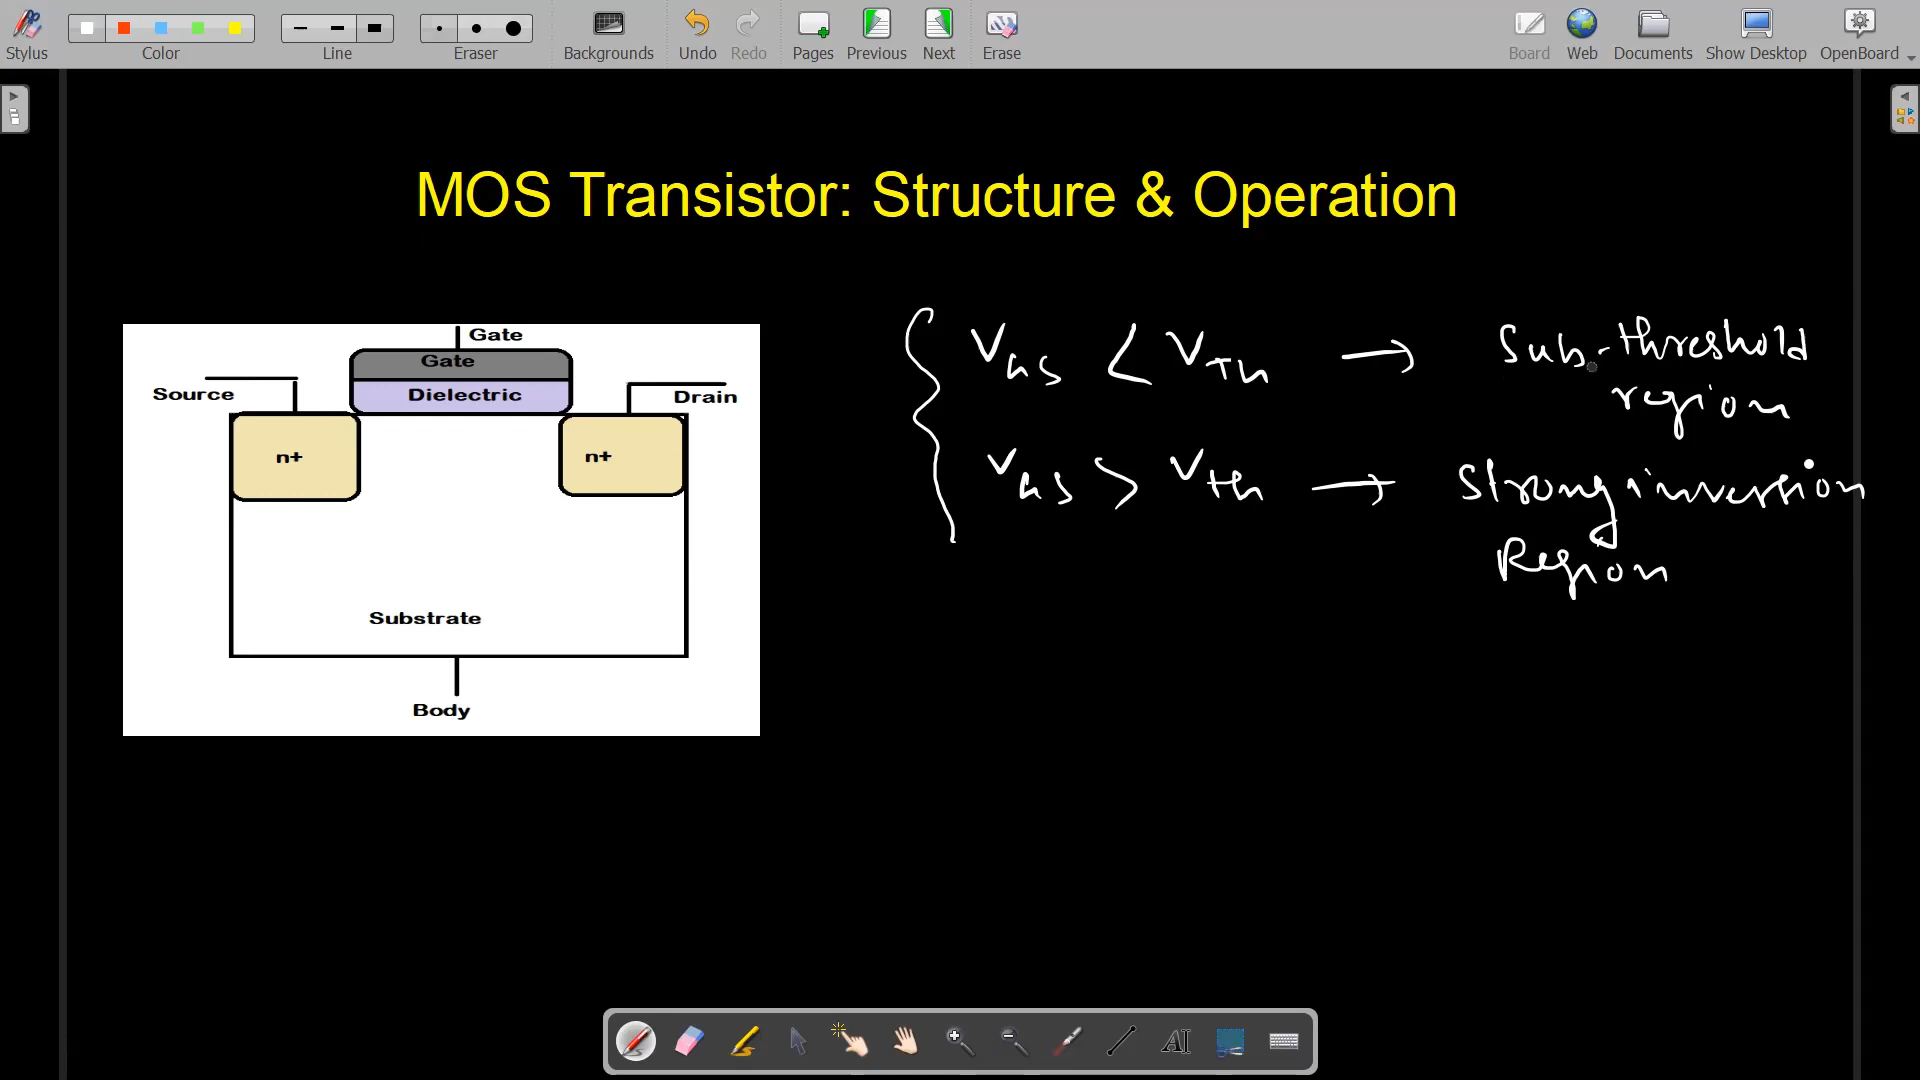 Stylus
Color
Line
Eraser
Backgrounds
Undo
Redo
Pages
Previous
Next
Erase
Board
Web
Documents
Show Desktop
OpenBoard
MOS Transistor: Structure & Operation
Gate
Gate
Source
Dielectric
Drain
n+
n+
Substrate
Body
VGS < VTh → Sub-threshold
region
VGS > Vth → Strong inversion
Region
AI